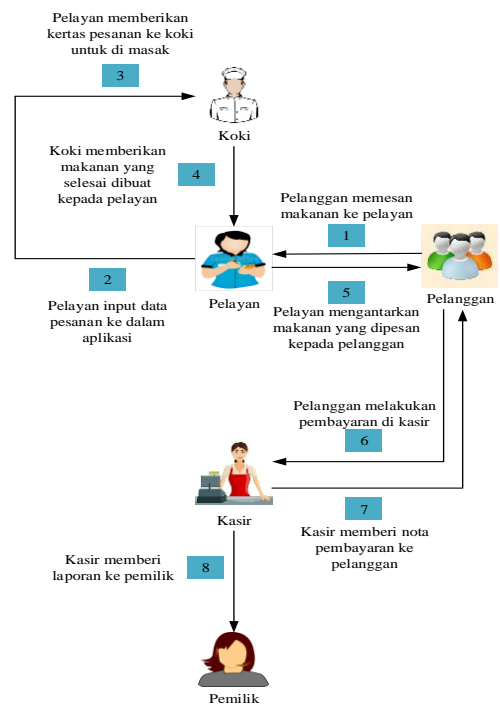 Pelayan memberikan
kertas pesanan ke koki
untuk di masak
3
Koki
Koki memberikan
makanan yang
selesai dibuat
kepada pelayan
4
Pelanggan memesan
makanan ke pelayan
1
2
Pelayan
5
Pelanggan
Pelayan input data
pesanan ke dalam
aplikasi
Pelayan mengantarkan
makanan yang dipesan
kepada pelanggan
Pelanggan melakukan
pembayaran di kasir
6
Kasir
7
Kasir memberi nota
pembayaran ke
pelanggan
Kasir memberi
laporan ke pemilik
8
Pemilik